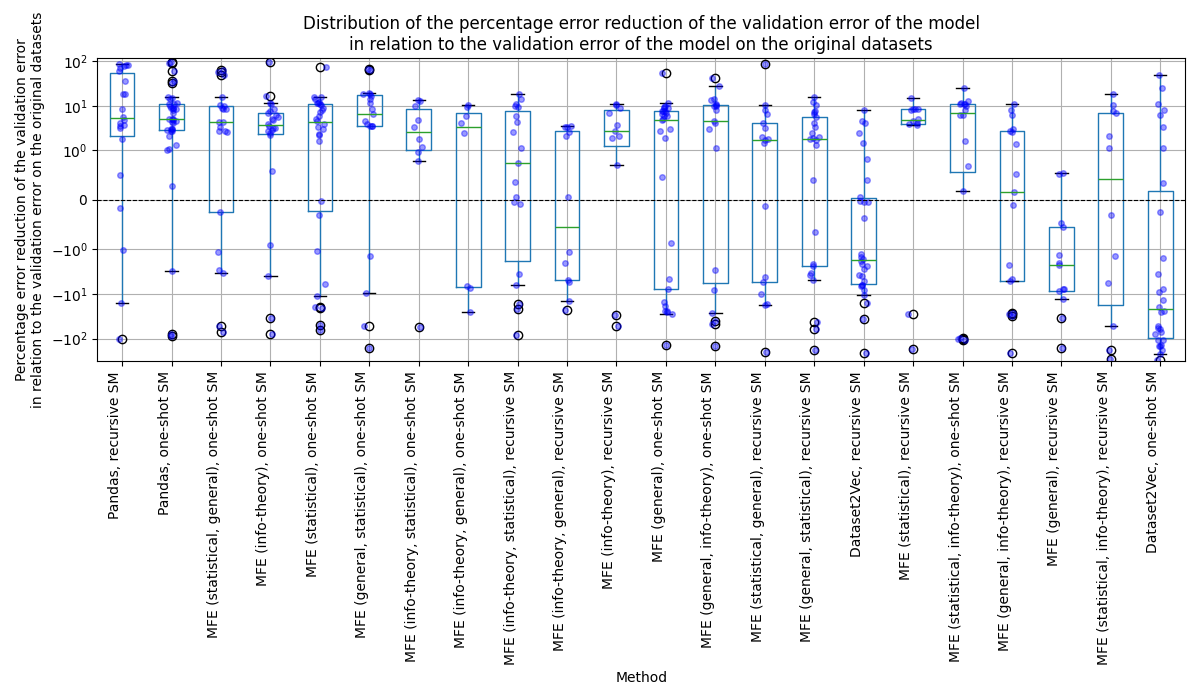 Distribution of the percentage error reduction of the validation error of the model
in relation to the validation error of the model on the original datasets
Percentage error reduction of the validation error
in relation to the validation error on the original datasets
10²
10¹
10⁰
0
−10⁰
−10¹
−10²
Pandas, recursive SM
Pandas, one-shot SM
MFE (statistical, general), one-shot SM
MFE (info-theory), one-shot SM
MFE (statistical), one-shot SM
MFE (general, statistical), one-shot SM
MFE (info-theory, statistical), one-shot SM
MFE (info-theory, general), one-shot SM
MFE (info-theory, statistical), recursive SM
MFE (info-theory, general), recursive SM
MFE (info-theory), recursive SM
MFE (general), one-shot SM
MFE (general, info-theory), one-shot SM
MFE (statistical, general), recursive SM
MFE (general, statistical), recursive SM
Dataset2Vec, recursive SM
MFE (statistical), recursive SM
MFE (statistical, info-theory), one-shot SM
MFE (general, info-theory), recursive SM
MFE (general), recursive SM
MFE (statistical, info-theory), recursive SM
Dataset2Vec, one-shot SM
Method